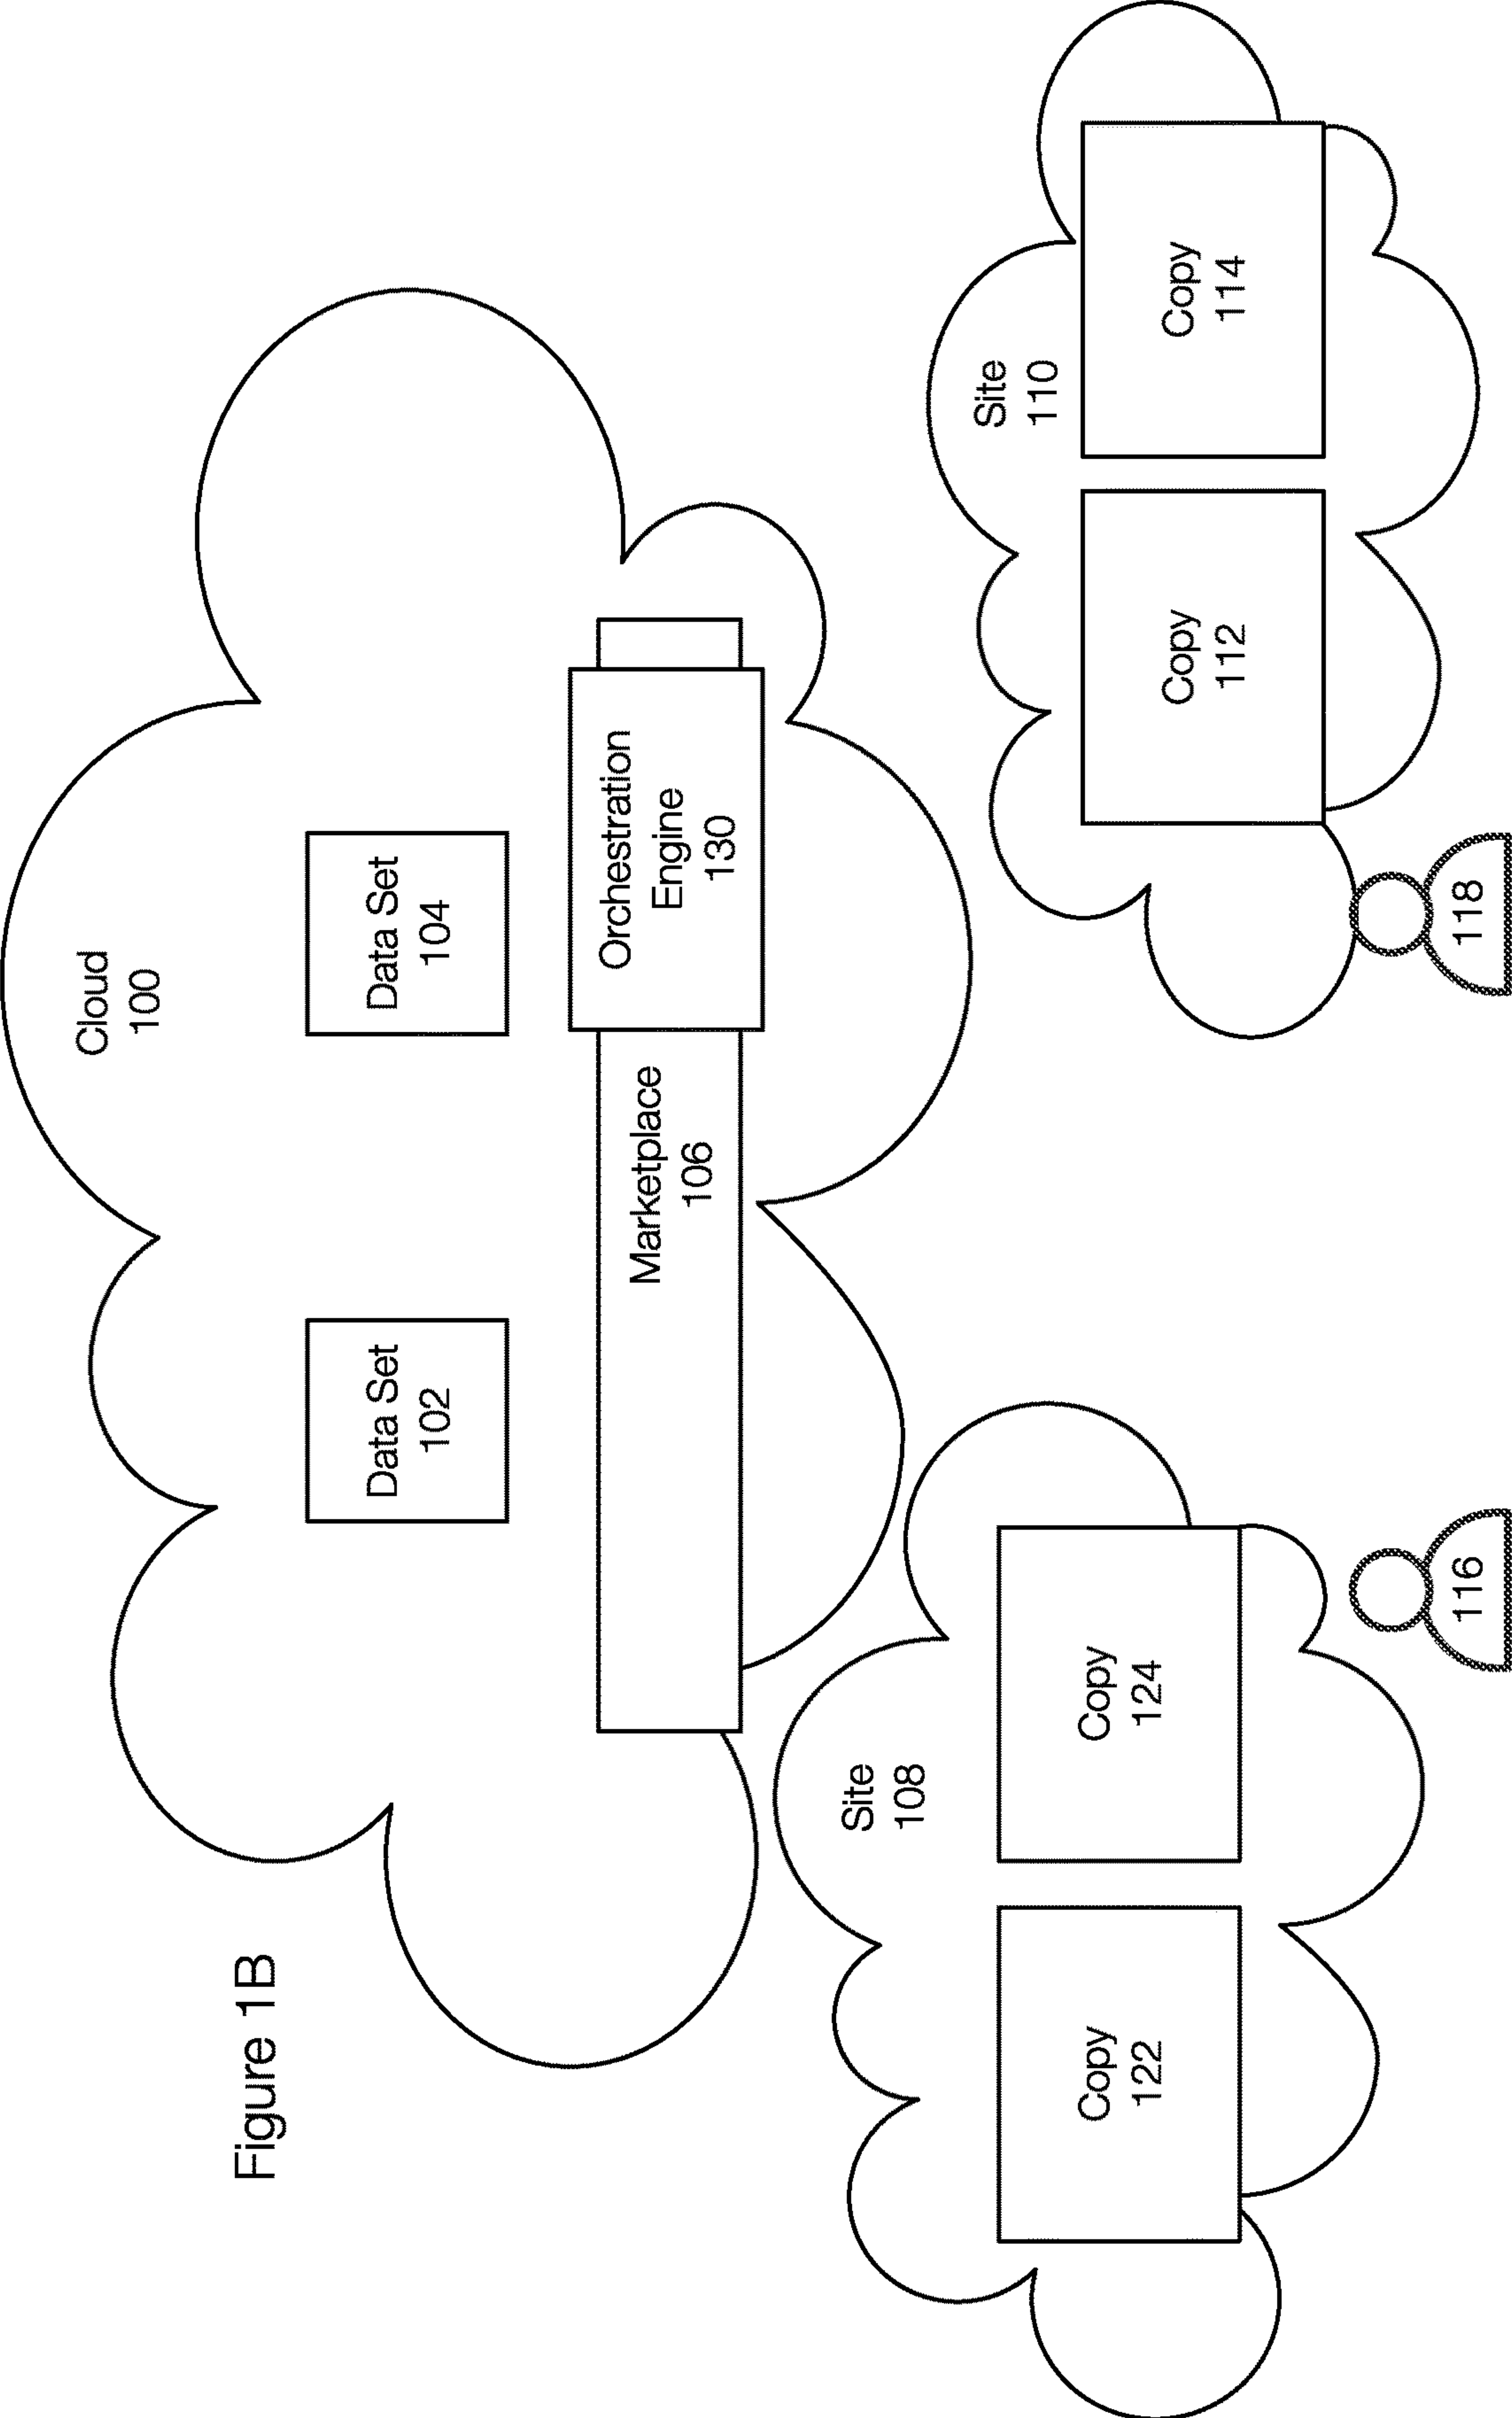 Figure 1B
Cloud
100
Data Set
102
Data Set
104
Marketplace
106
Orchestration
Engine
130
Site
108
Copy
122
Copy
124
116
Site
110
Copy
112
Copy
114
118